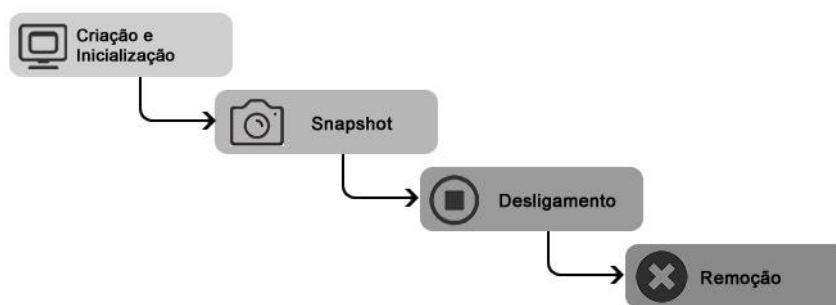 Criação e
Inicialização
Snapshot
Desligamento
Remoção